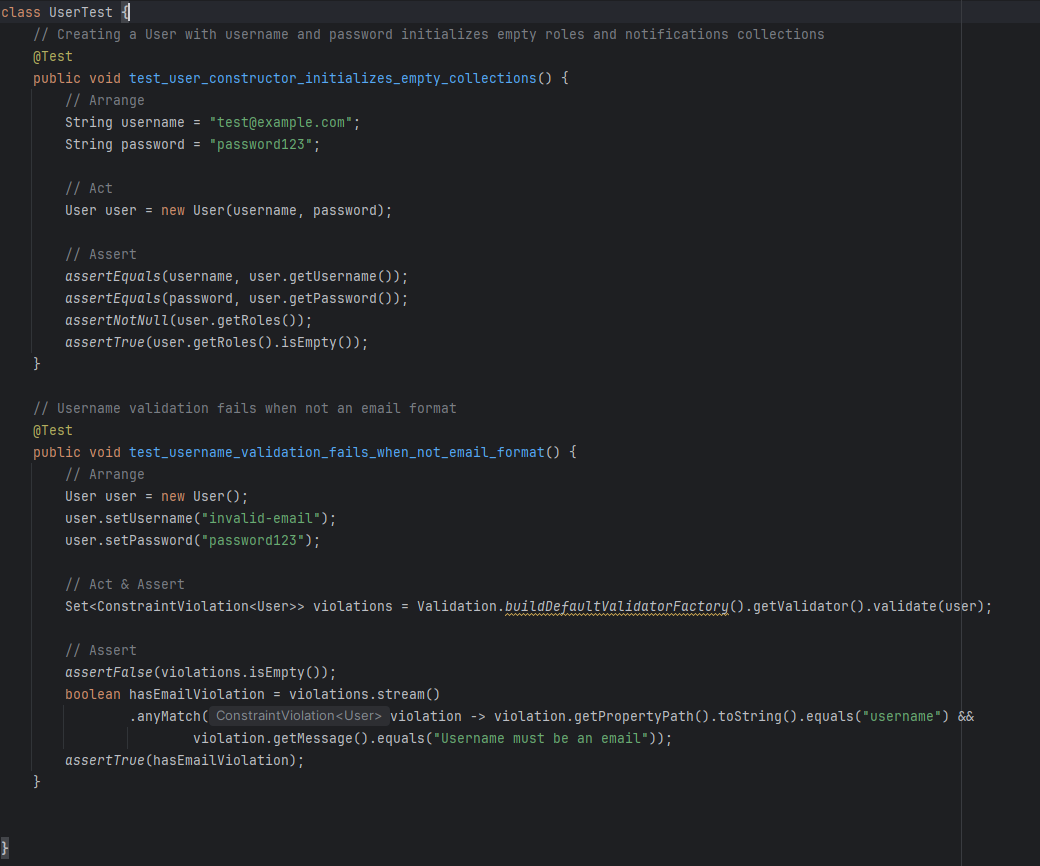 class UserTest {
    // Creating a User with username and password initializes empty roles and notifications collections
    @Test
    public void test_user_constructor_initializes_empty_collections() {
        // Arrange
        String username = "test@example.com";
        String password = "password123";

        // Act
        User user = new User(username, password);

        // Assert
        assertEquals(username, user.getUsername());
        assertEquals(password, user.getPassword());
        assertNotNull(user.getRoles());
        assertTrue(user.getRoles().isEmpty());
    }

    // Username validation fails when not an email format
    @Test
    public void test_username_validation_fails_when_not_email_format() {
        // Arrange
        User user = new User();
        user.setUsername("invalid-email");
        user.setPassword("password123");

        // Act & Assert
        Set<ConstraintViolation<User>> violations = Validation.buildDefaultValidatorFactory().getValidator().validate(user);

        // Assert
        assertFalse(violations.isEmpty());
        boolean hasEmailViolation = violations.stream()
                .anyMatch( ConstraintViolation<User> violation -> violation.getPropertyPath().toString().equals("username") &&
                        violation.getMessage().equals("Username must be an email"));
        assertTrue(hasEmailViolation);
    }

}